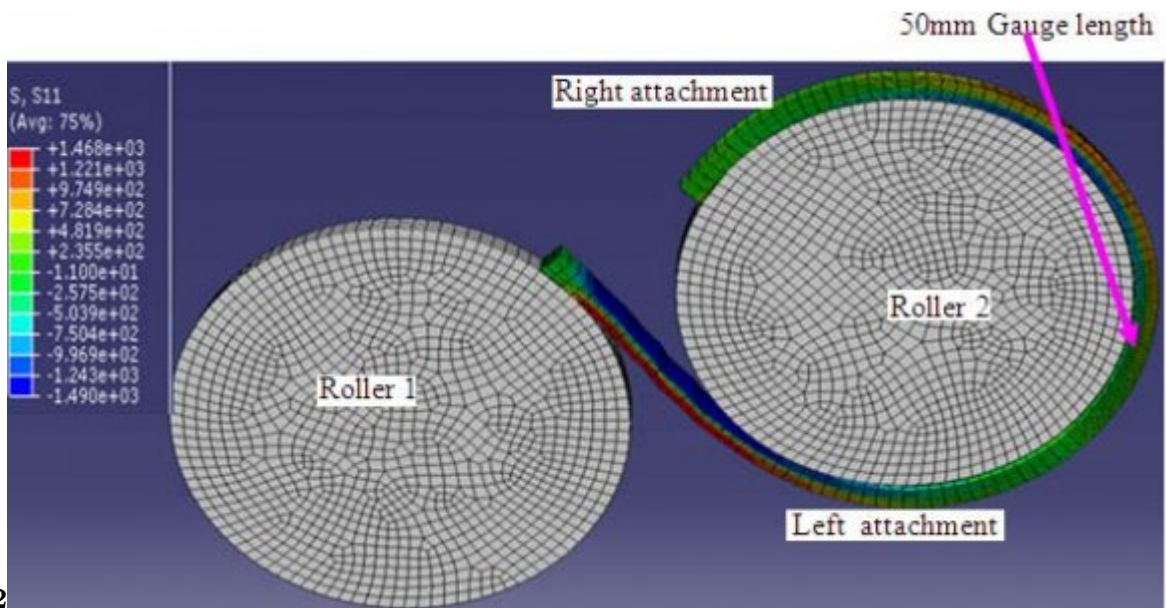 50mm Gauge length
Right attachment
S, S11
(Avg: 75%)
+1.468e+03
+1.221e+03
+9.749e+02
+7.284e+02
+4.819e+02
+2.355e+02
-1.100e+01
-2.575e+02
-5.039e+02
-7.504e+02
-9.969e+02
-1.243e+03
-1.490e+03
Roller 2
Roller 1
Left attachment
2